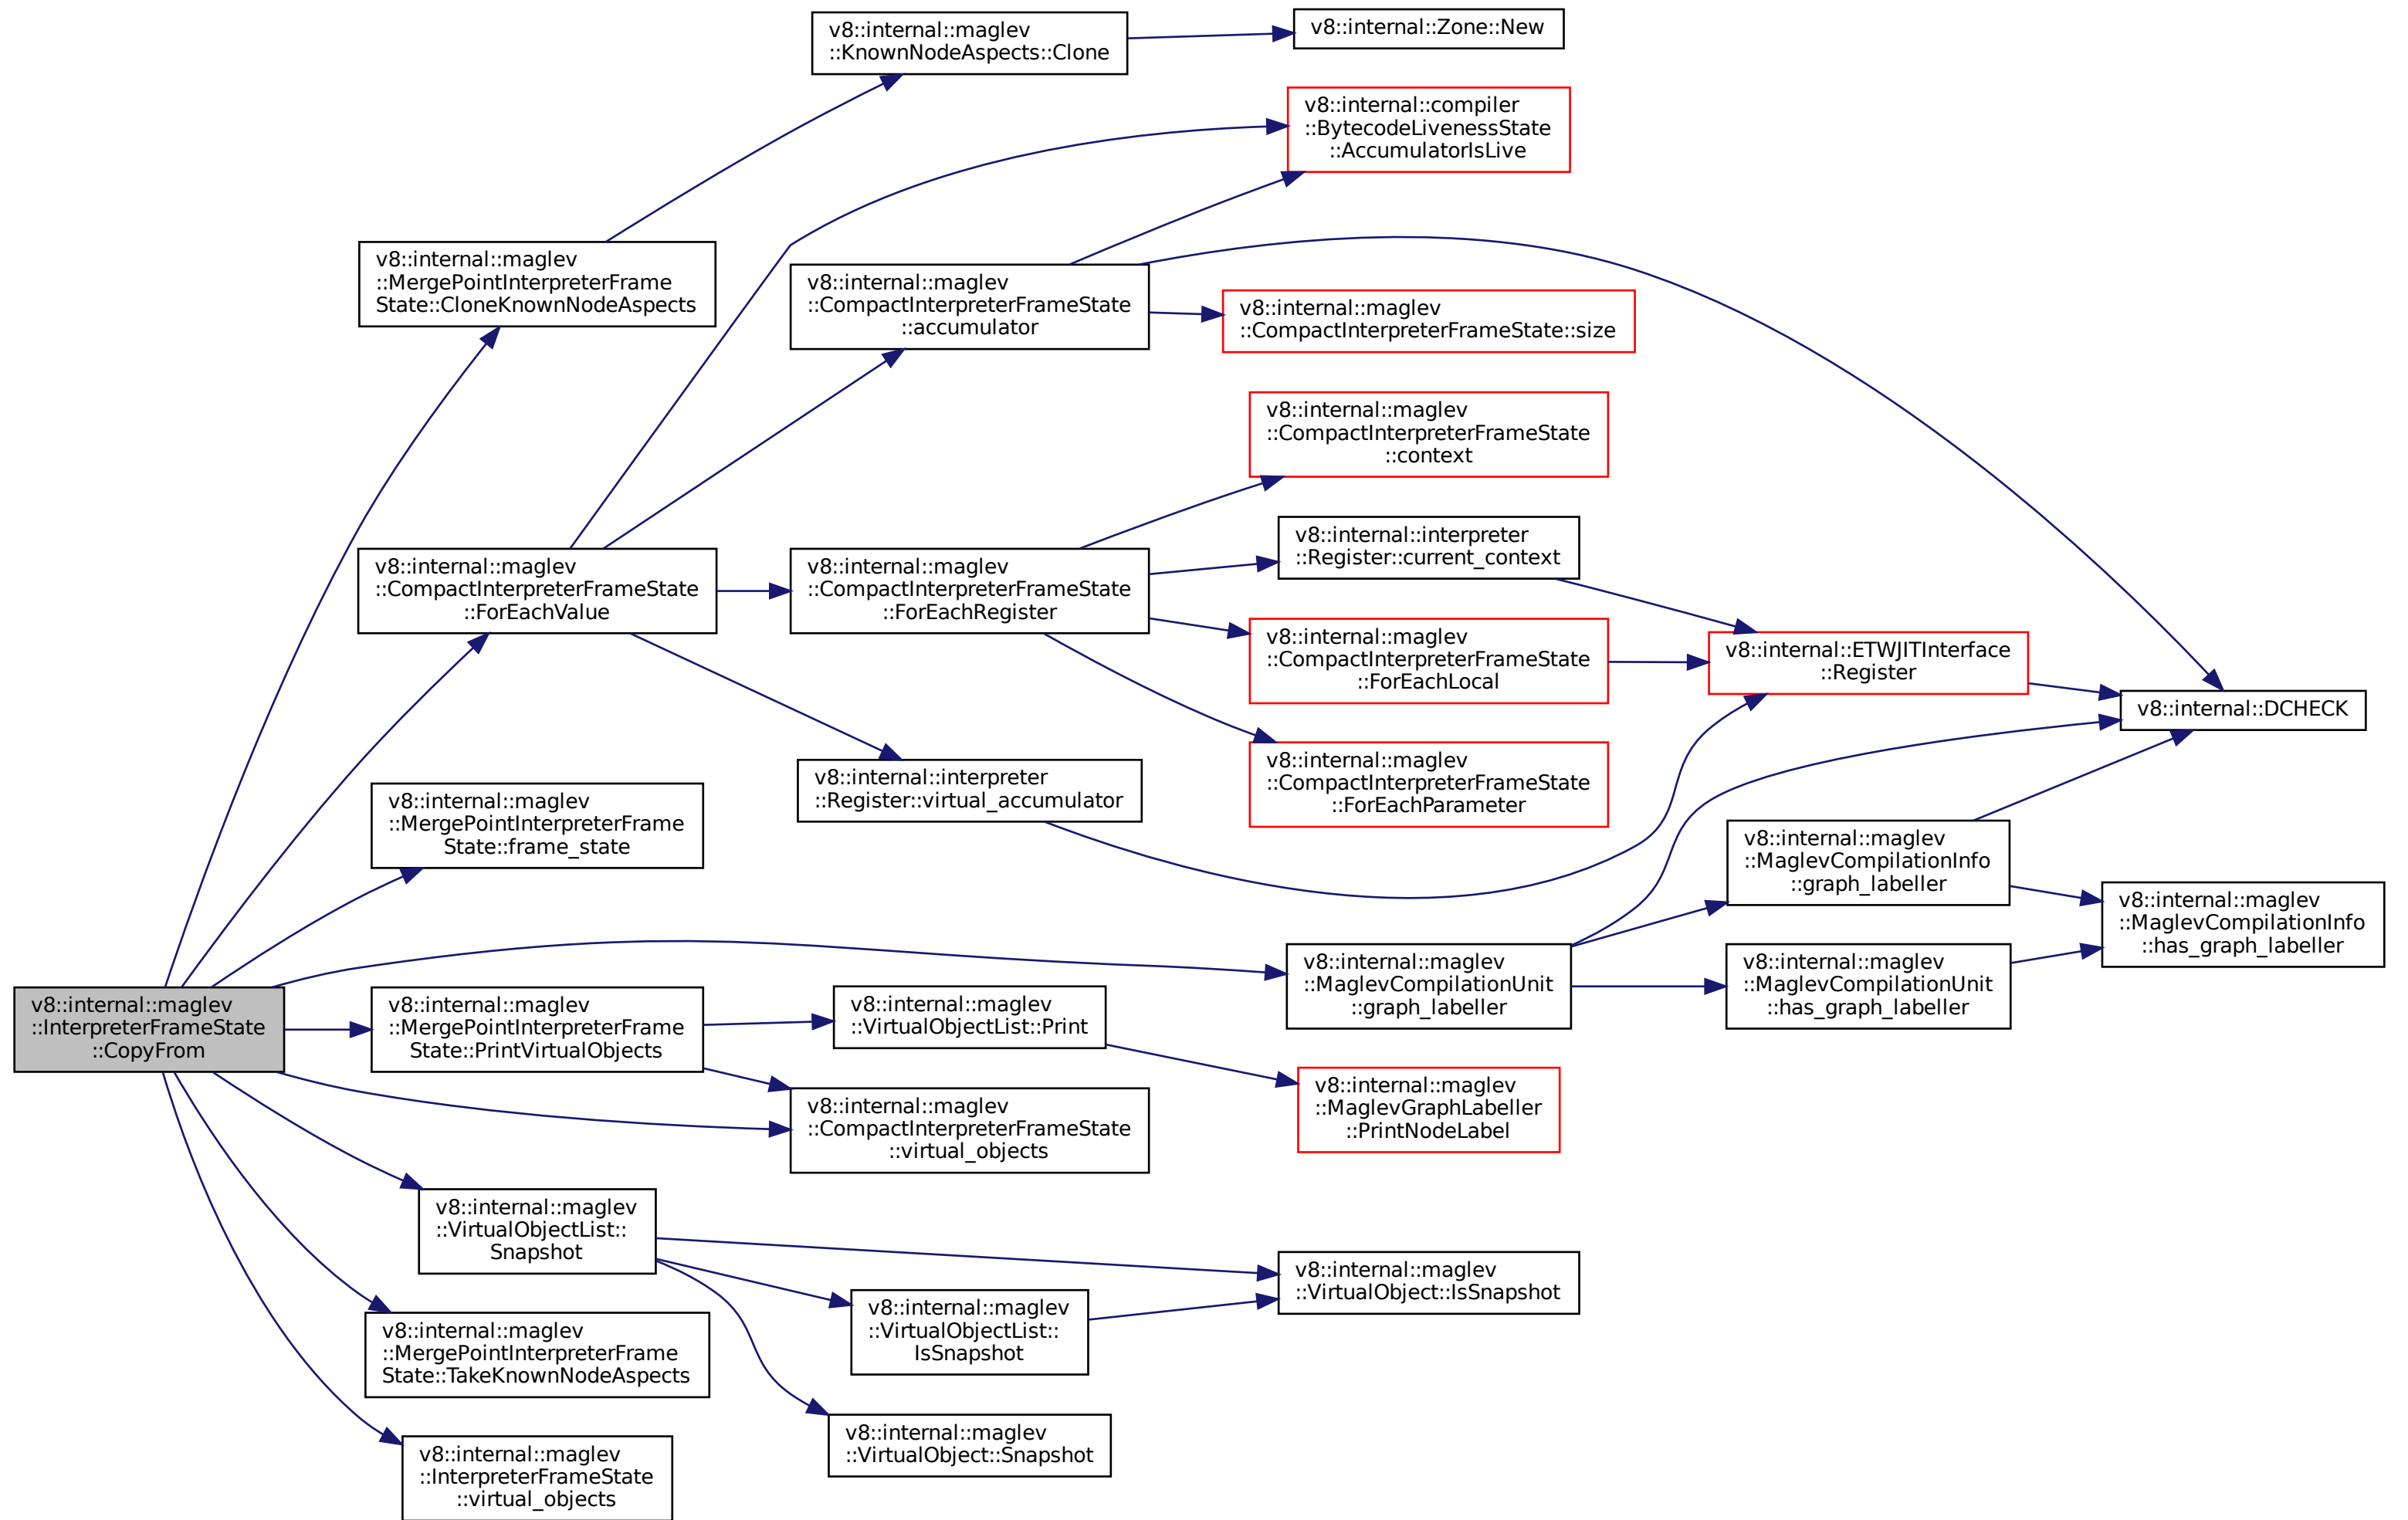 v8::internal::maglev
::KnownNodeAspects::Clone
v8::internal::Zone::New
v8::internal::compiler
::BytecodeLivenessState
::AccumulatorIsLive
v8::internal::maglev
::MergePointInterpreterFrame
State::CloneKnownNodeAspects
v8::internal::maglev
::CompactInterpreterFrameState
::accumulator
v8::internal::maglev
::CompactInterpreterFrameState::size
v8::internal::maglev
::CompactInterpreterFrameState
::context
v8::internal::interpreter
::Register::current_context
v8::internal::maglev
::CompactInterpreterFrameState
::ForEachValue
v8::internal::maglev
::CompactInterpreterFrameState
::ForEachRegister
v8::internal::maglev
::CompactInterpreterFrameState
::ForEachLocal
v8::internal::ETWJITInterface
::Register
v8::internal::DCHECK
v8::internal::maglev
::CompactInterpreterFrameState
::ForEachParameter
v8::internal::interpreter
::Register::virtual_accumulator
v8::internal::maglev
::MergePointInterpreterFrame
State::frame_state
v8::internal::maglev
::MaglevCompilationInfo
::graph_labeller
v8::internal::maglev
::MaglevCompilationInfo
::has_graph_labeller
v8::internal::maglev
::MaglevCompilationUnit
::graph_labeller
v8::internal::maglev
::MaglevCompilationUnit
::has_graph_labeller
v8::internal::maglev
::InterpreterFrameState
::CopyFrom
v8::internal::maglev
::MergePointInterpreterFrame
State::PrintVirtualObjects
v8::internal::maglev
::VirtualObjectList::Print
v8::internal::maglev
::MaglevGraphLabeller
::PrintNodeLabel
v8::internal::maglev
::CompactInterpreterFrameState
::virtual_objects
v8::internal::maglev
::VirtualObjectList::
Snapshot
v8::internal::maglev
::VirtualObject::IsSnapshot
v8::internal::maglev
::VirtualObjectList::
IsSnapshot
v8::internal::maglev
::MergePointInterpreterFrame
State::TakeKnownNodeAspects
v8::internal::maglev
::VirtualObject::Snapshot
v8::internal::maglev
::InterpreterFrameState
::virtual_objects